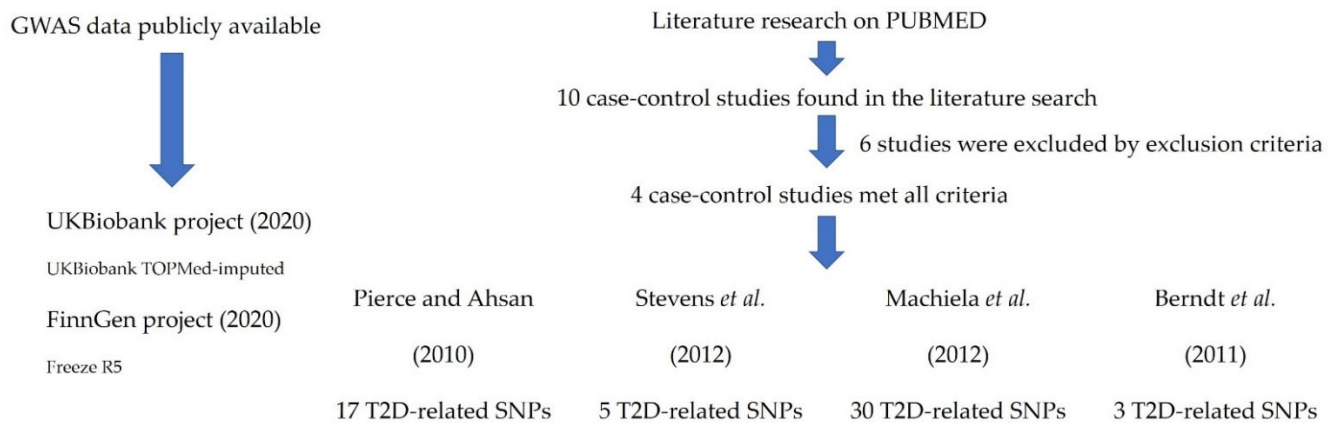 GWAS data publicly available
UKBiobank project (2020)
UKBiobank TOPMed-imputed
FinnGen project (2020)
Freeze R5
Literature research on PUBMED
10 case-control studies found in the literature search
6 studies were excluded by exclusion criteria
4 case-control studies met all criteria
Pierce and Ahsan
(2010)
17 T2D-related SNPs
Stevens et al.
(2012)
5 T2D-related SNPs
Machiela et al.
(2012)
30 T2D-related SNPs
Berndt et al.
(2011)
3 T2D-related SNPs